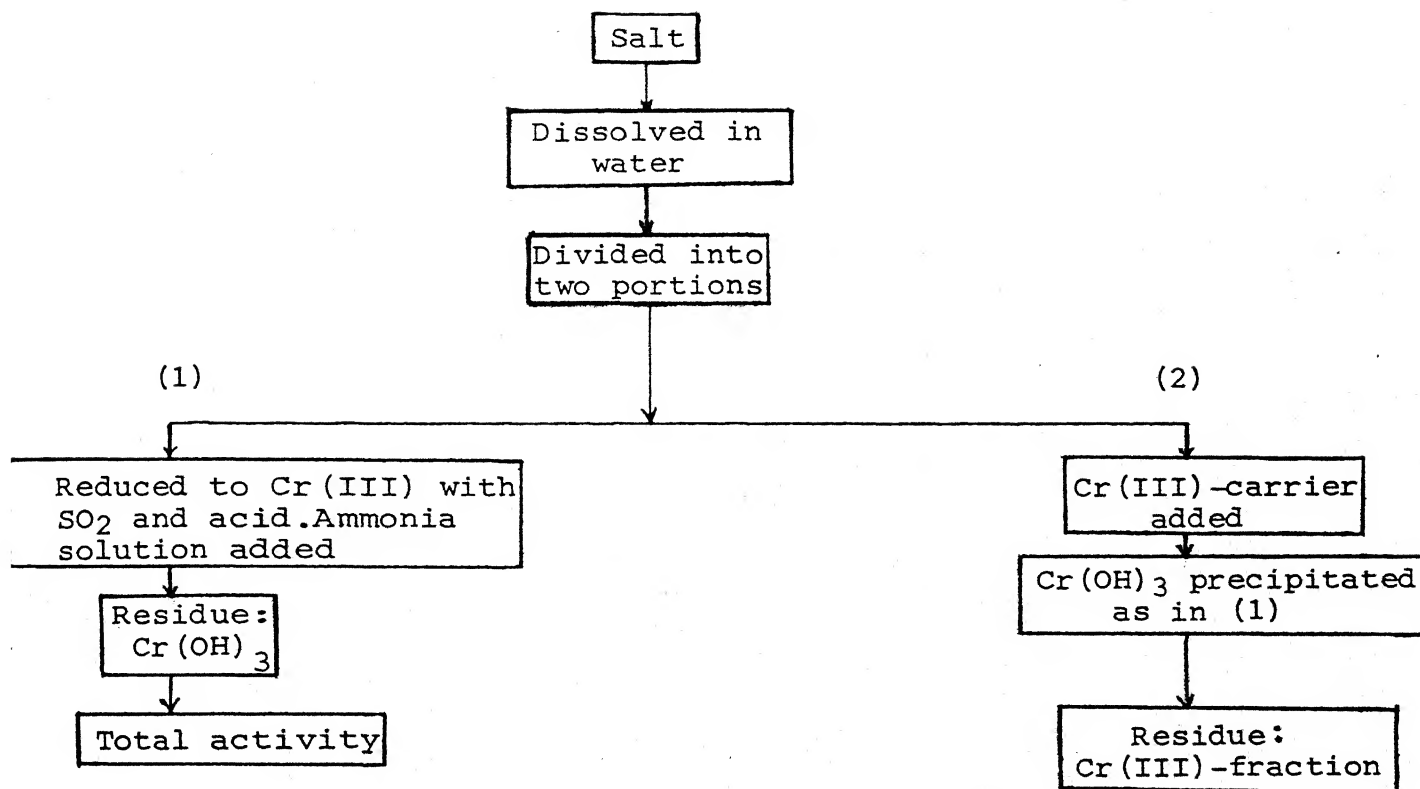 Salt
Dissolved in
water
Divided into
two portions
(1)
(2)
Reduced to Cr(III) with
SO2 and acid.Ammonia
solution added
Residue:
Cr(OH)3
Total activity
Cr(III)-carrier
added
Cr(OH)3 precipitated
as in (1)
Residue:
Cr(III)-fraction